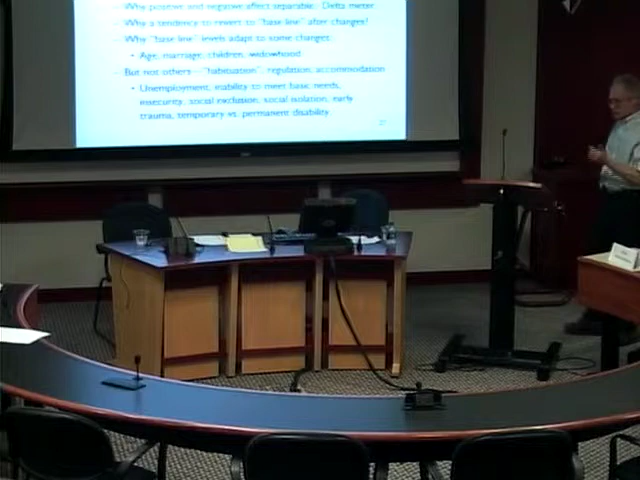 Why positive and negative affect separable. Delta meter
Why a tendency to revert to "base line" after changes?
Why "base line" levels adapt to some changes:
• Age, marriage, children, widowhood
But not others – "habituation", regulation, accommodation
• Unemployment, inability to meet basic needs,
insecurity, social exclusion, social isolation, early
trauma, temporary vs. permanent disability